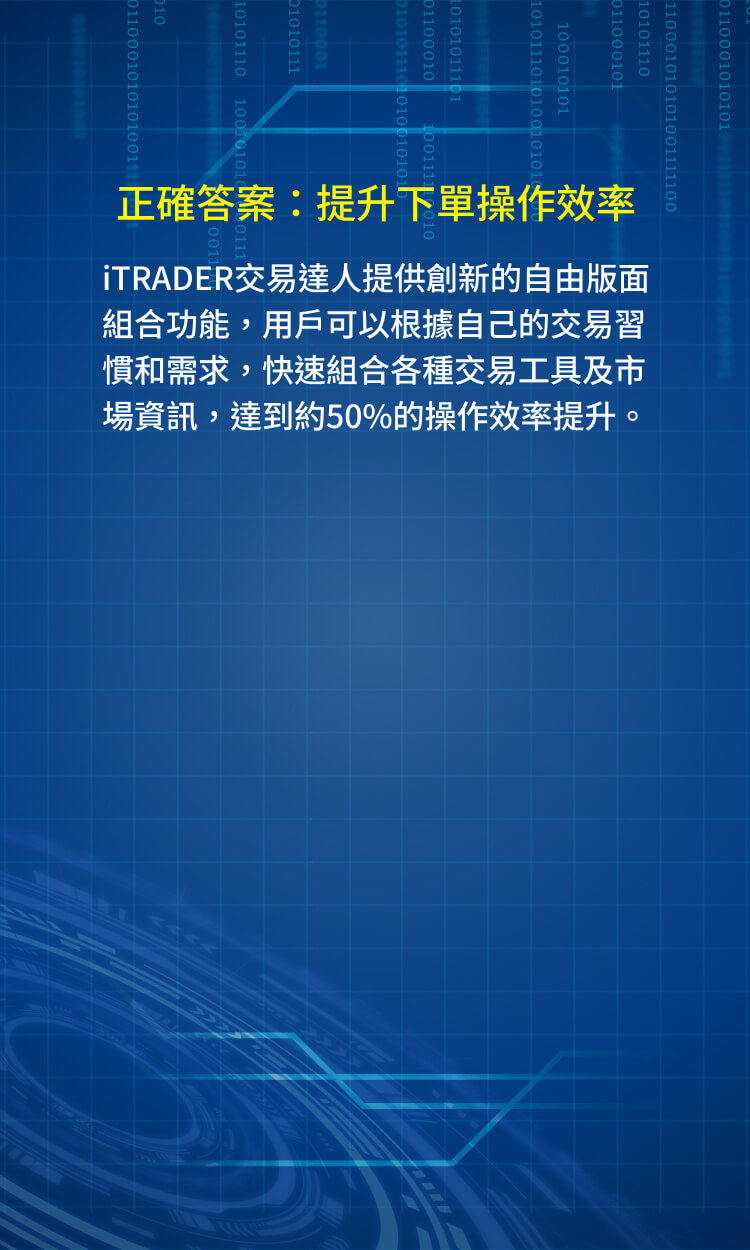 正確答案：提升下單操作效率
iTRADER交易達人提供創新的自由版面
組合功能，用戶可以根據自己的交易習
慣和需求，快速組合各種交易工具及市
場資訊，達到約50%的操作效率提升。